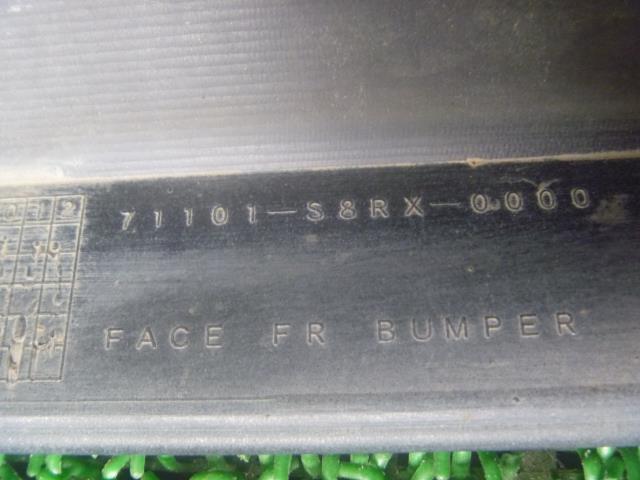 71101-S8RX-0000
FACE FR BUMPER